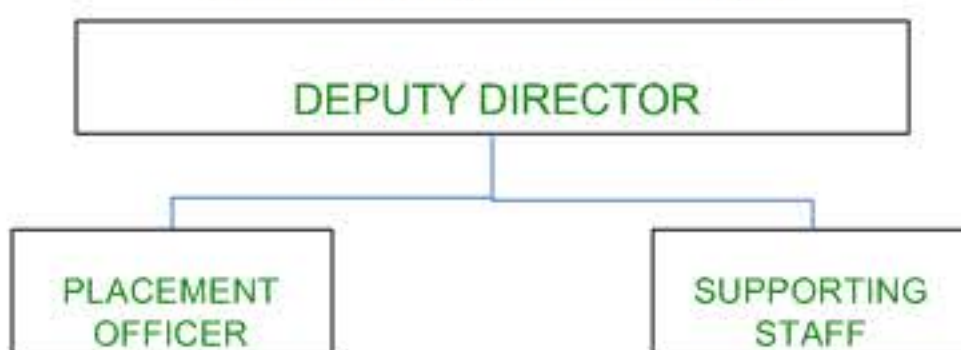 DEPUTY DIRECTOR
PLACEMENT
OFFICER
SUPPORTING
STAFF